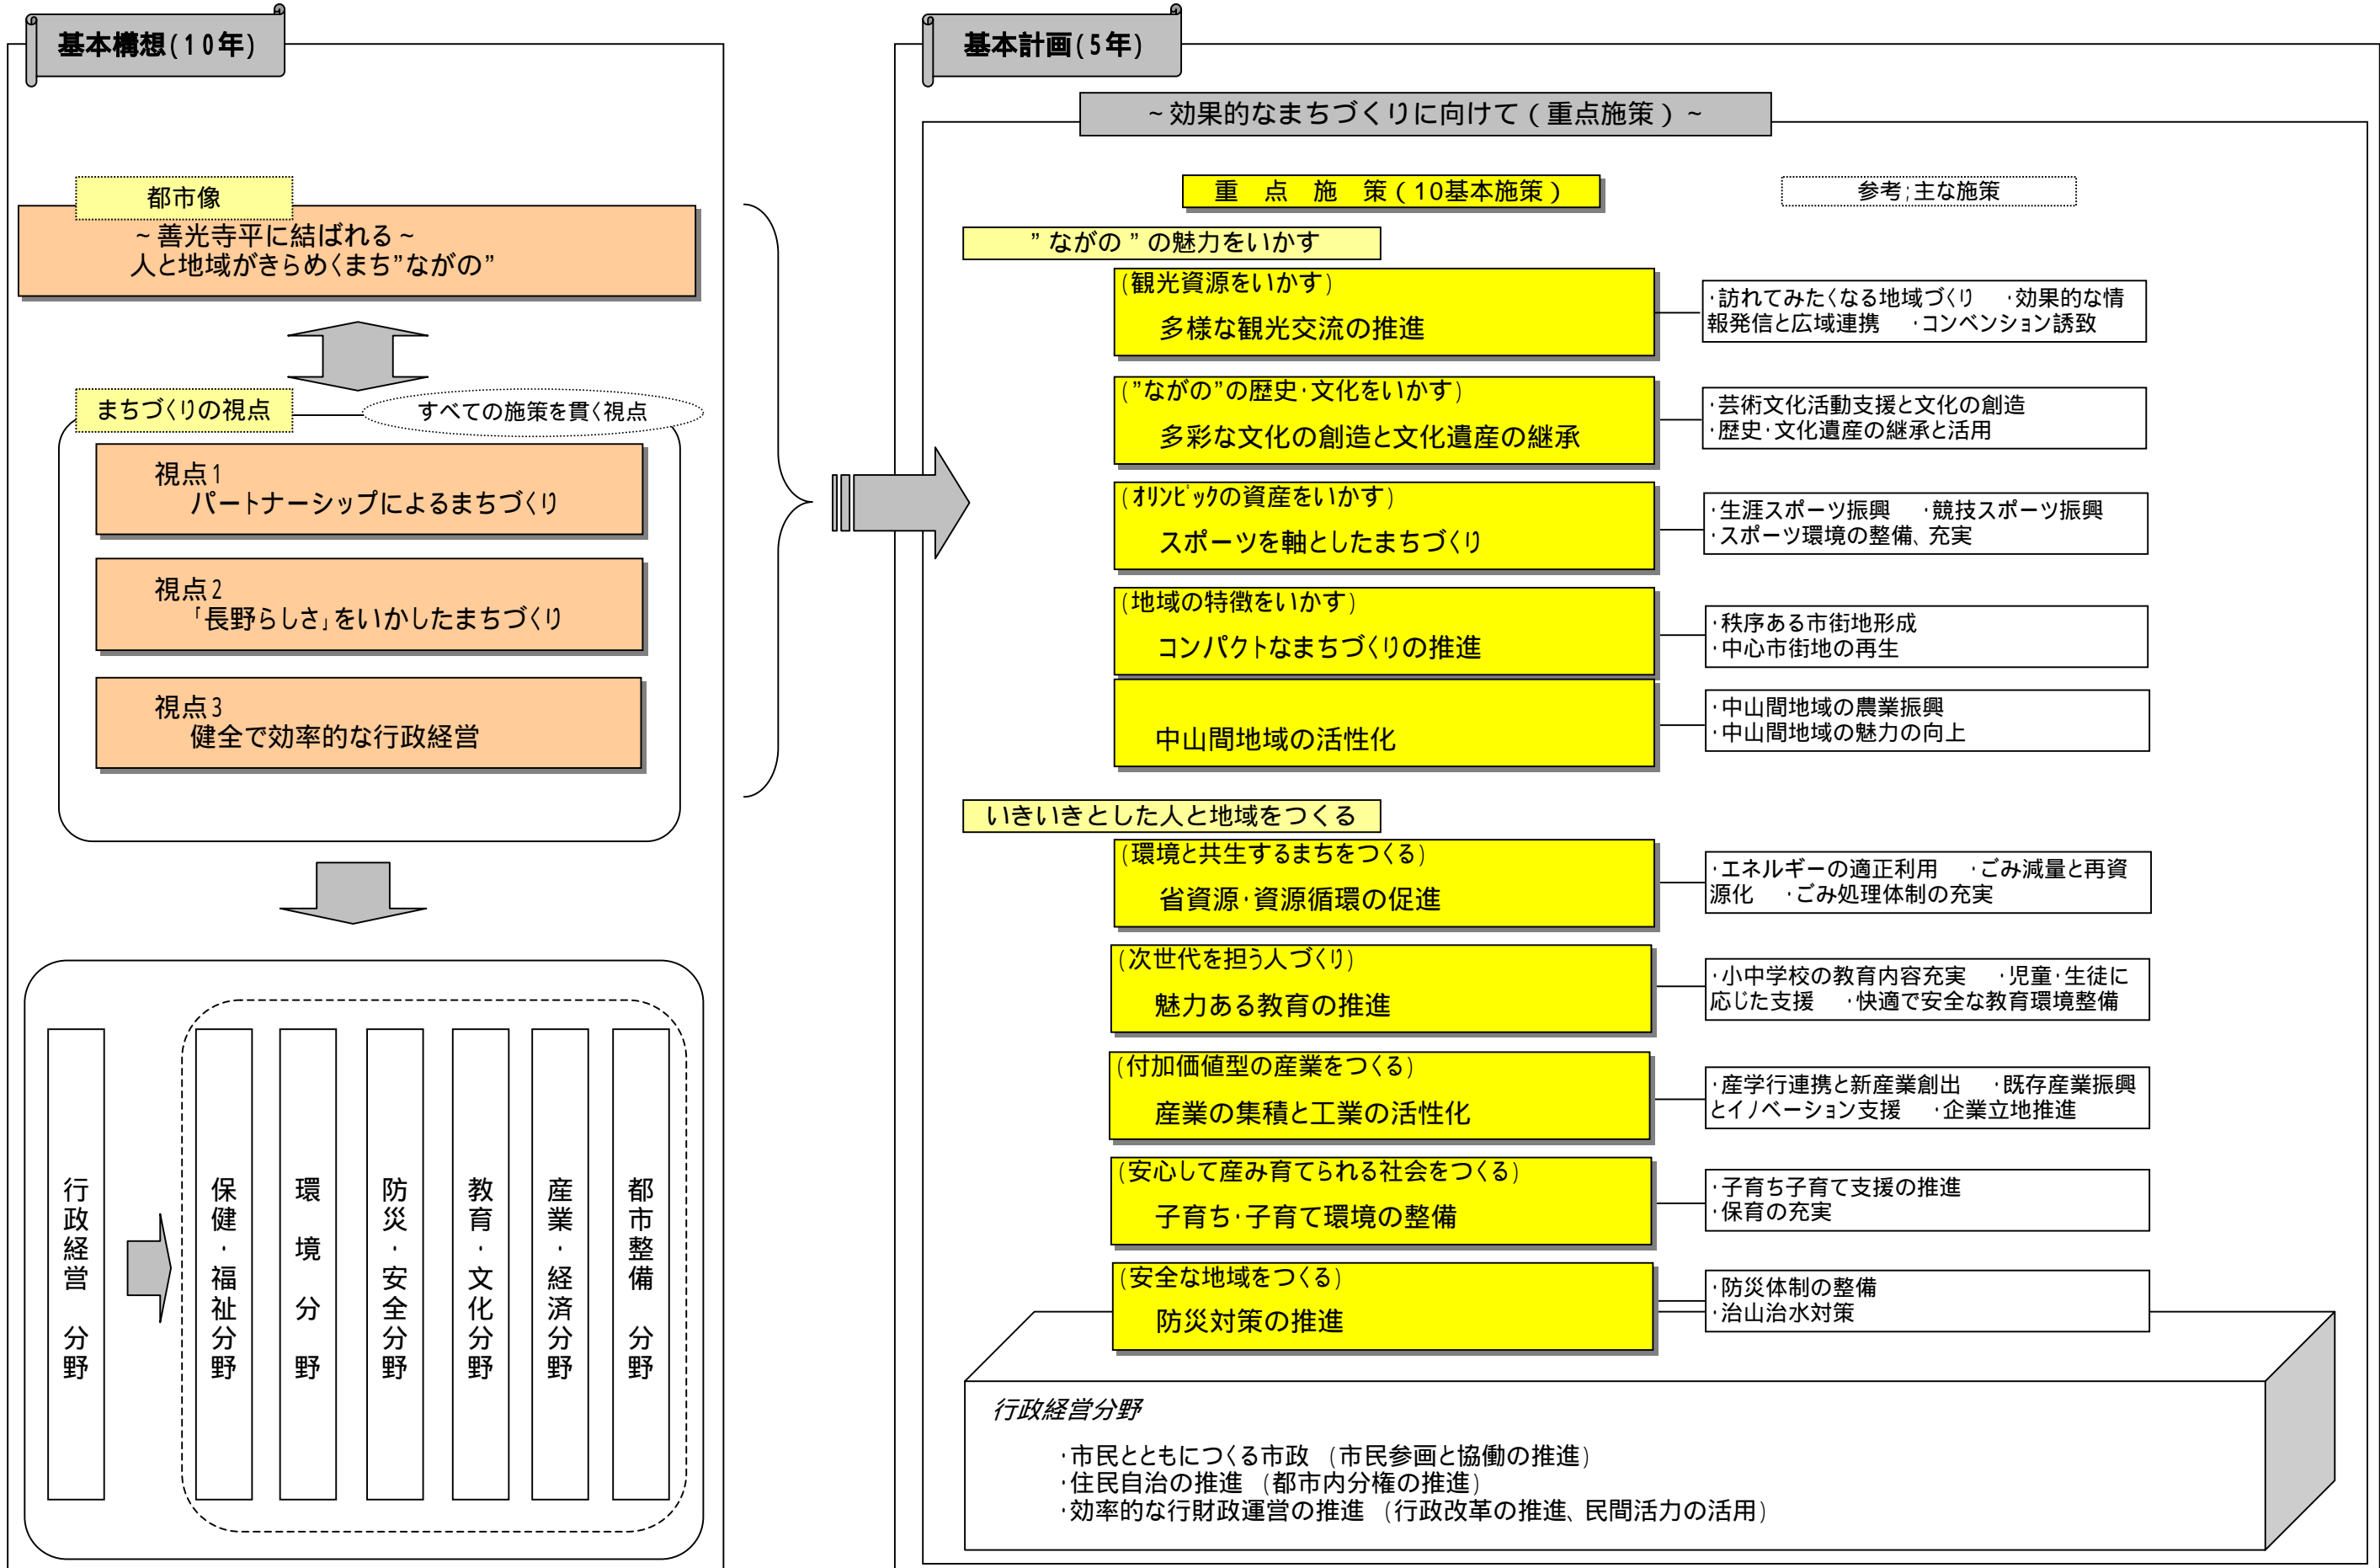 基本構想(10年)
都市像
~善光寺平に結ばれる~
人と地域がきらめくまち”ながの”
まちづくりの視点
すべての施策を貫く視点
視点1
パートナーシップによるまちづくり
視点2
「長野らしさ」をいかしたまちづくり
視点3
健全で効率的な行政経営
行政経営 分野
保健・福祉分野
環境分野
防災・安全分野
教育・文化分野
産業・経済分野
都市整備 分野
基本計画(5年)
~効果的なまちづくりに向けて(重点施策)~
重 点 施 策(10基本施策)
参考;主な施策
”ながの”の魅力をいかす
(観光資源をいかす)
多様な観光交流の推進
・訪れてみたくなる地域づくり ・効果的な情
報発信と広域連携 ・コンベンション誘致
(”ながの”の歴史・文化をいかす)
多彩な文化の創造と文化遺産の継承
・芸術文化活動支援と文化の創造
・歴史・文化遺産の継承と活用
(オリンピックの資産をいかす)
スポーツを軸としたまちづくり
・生涯スポーツ振興 ・競技スポーツ振興
・スポーツ環境の整備、充実
(地域の特徴をいかす)
コンパクトなまちづくりの推進
・秩序ある市街地形成
・中心市街地の再生
中山間地域の活性化
・中山間地域の農業振興
・中山間地域の魅力の向上
いきいきとした人と地域をつくる
(環境と共生するまちをつくる)
省資源・資源循環の促進
・エネルギーの適正利用 ・ごみ減量と再資
源化 ・ごみ処理体制の充実
(次世代を担う人づくり)
魅力ある教育の推進
・小中学校の教育内容充実 ・児童・生徒に
応じた支援 ・快適で安全な教育環境整備
(付加価値型の産業をつくる)
産業の集積と工業の活性化
・産学行連携と新産業創出 ・既存産業振興
とイノベーション支援 ・企業立地推進
(安心して産み育てられる社会をつくる)
子育ち・子育て環境の整備
・子育ち子育て支援の推進
・保育の充実
(安全な地域をつくる)
防災対策の推進
・防災体制の整備
・治山治水対策
行政経営分野
・市民とともにつくる市政 (市民参画と協働の推進)
・住民自治の推進 (都市内分権の推進)
・効率的な行財政運営の推進 (行政改革の推進、民間活力の活用)